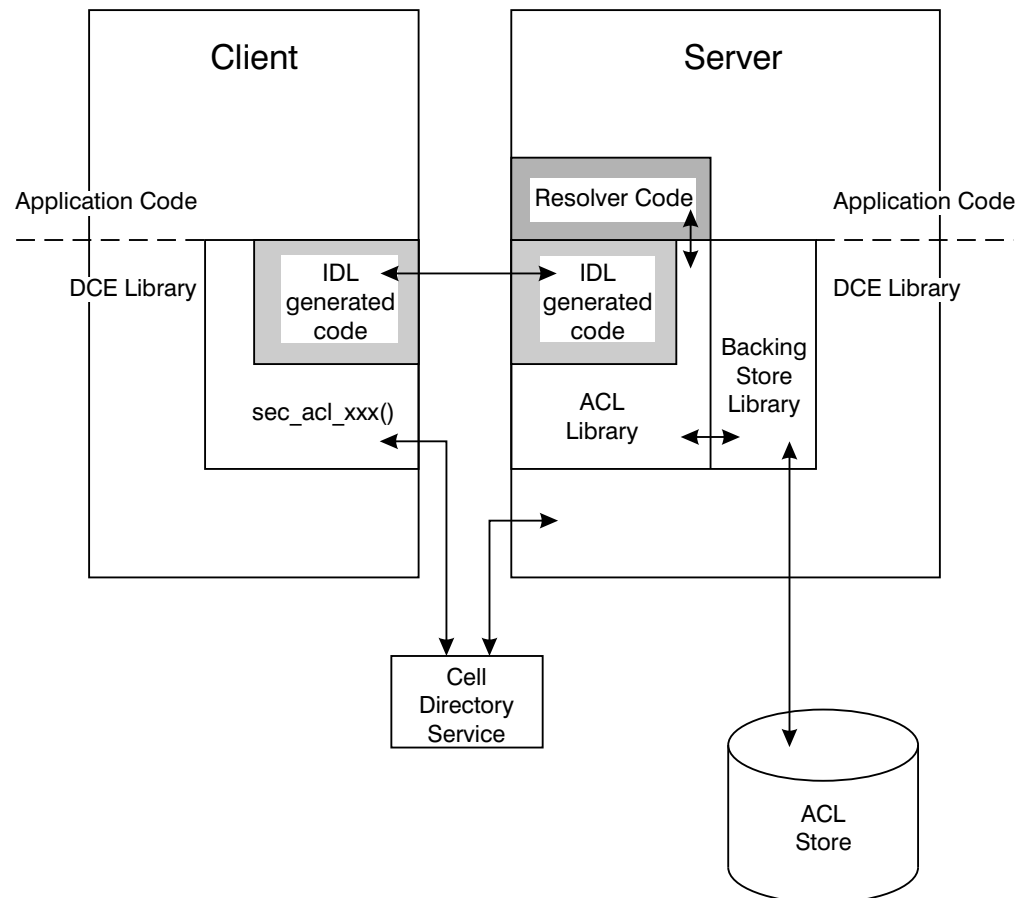 Client
Server
Resolver Code
Application Code
Application Code
DCE Library
IDL
generated
code
IDL
generated
code
DCE Library
Backing
Store
Library
sec_acl_xxx()
ACL
Library
Cell
Directory
Service
ACL
Store